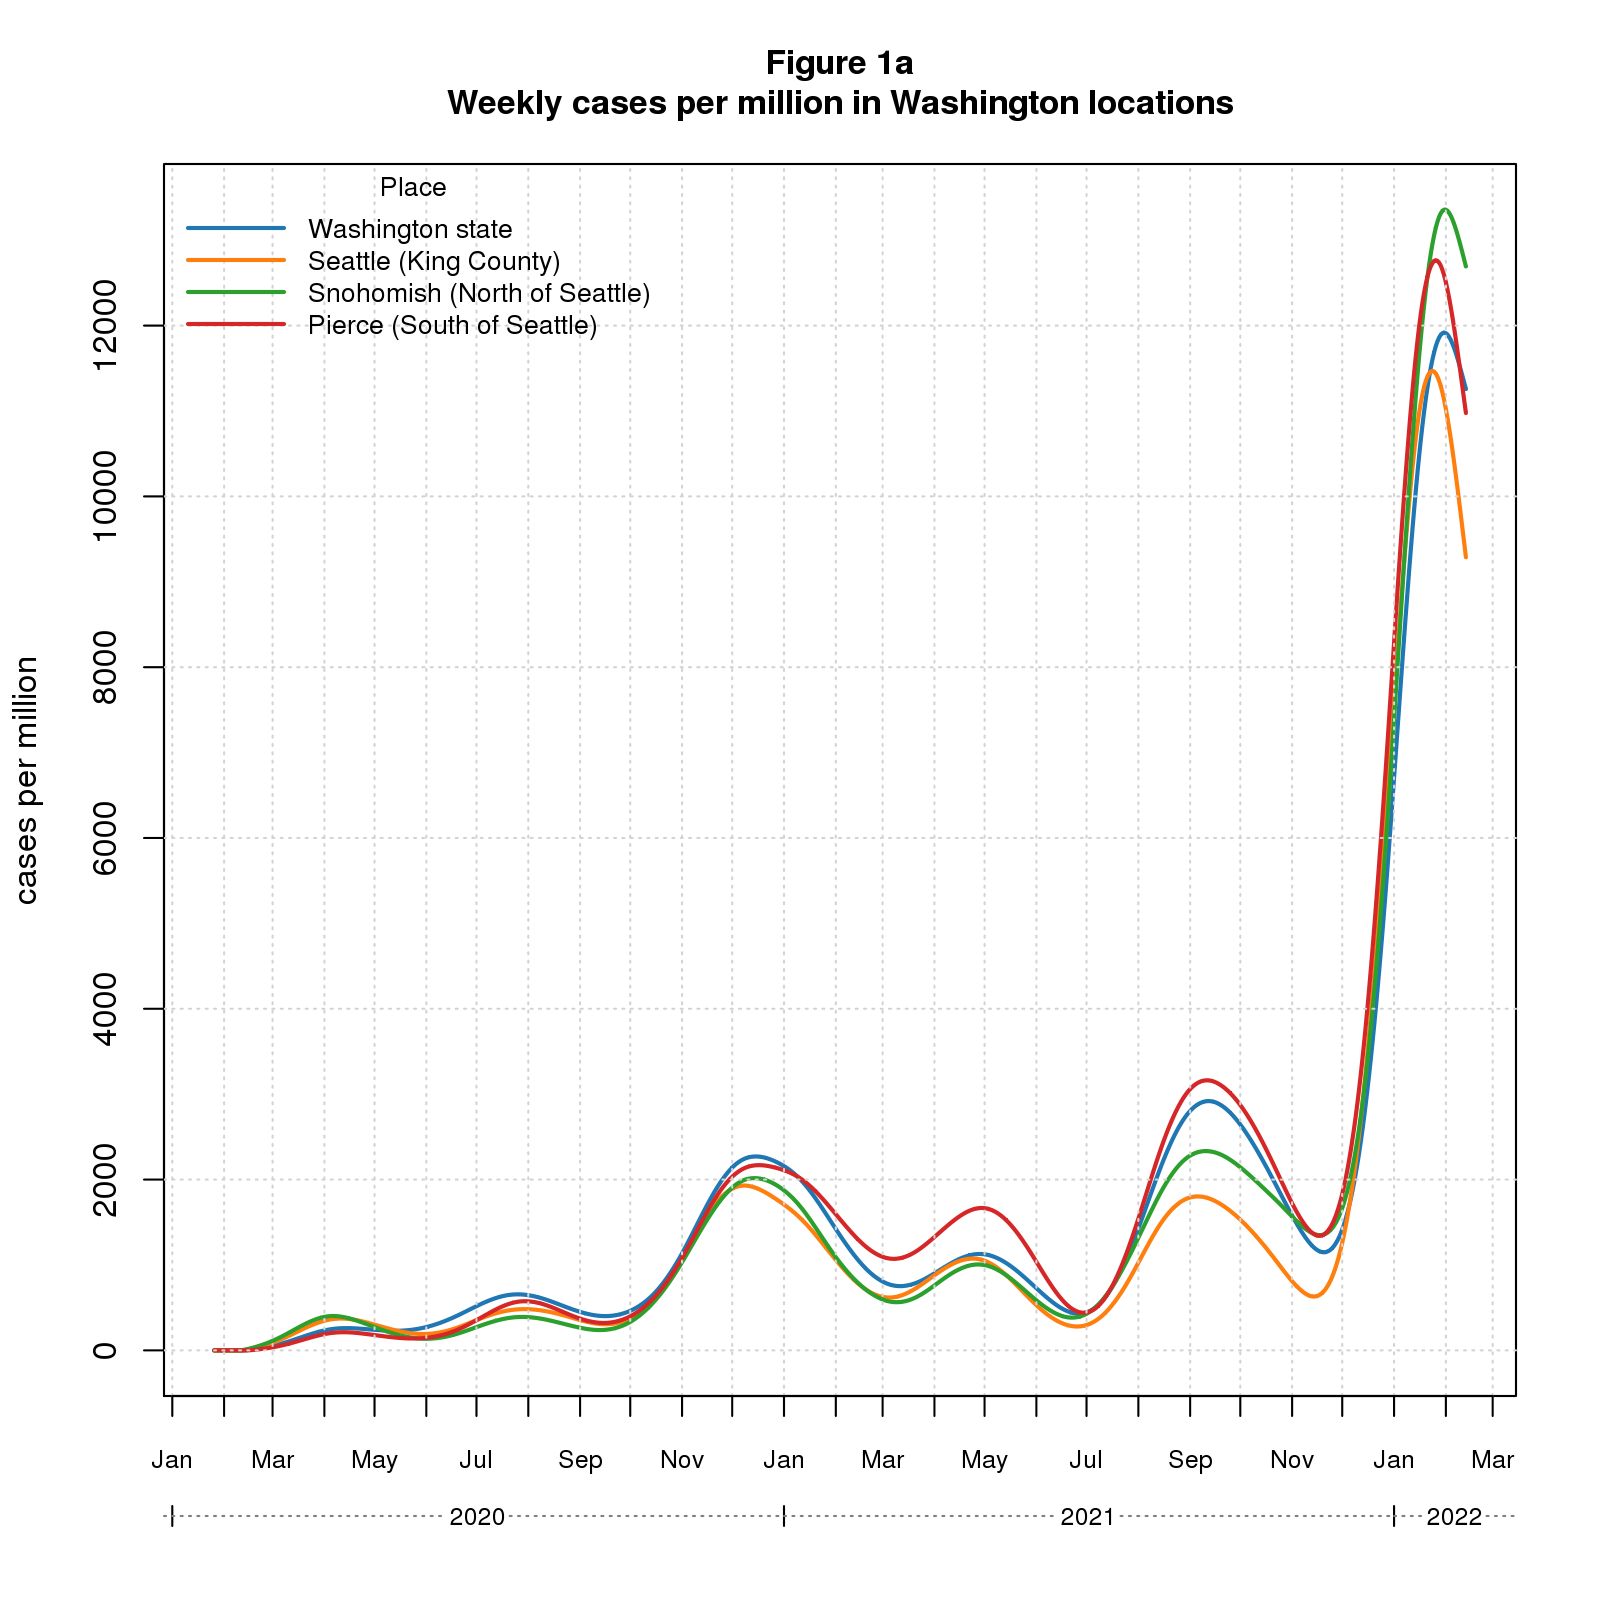 Figure 1a
Weekly cases per million in Washington locations
Place
Washington state
Seattle (King County)
Snohomish (North of Seattle)
Pierce (South of Seattle)
cases per million
12000
10000
8000
6000
4000
2000
0
Jan Mar May Jul Sep Nov Jan Mar May Jul Sep Nov Jan Mar
2020 2021 2022